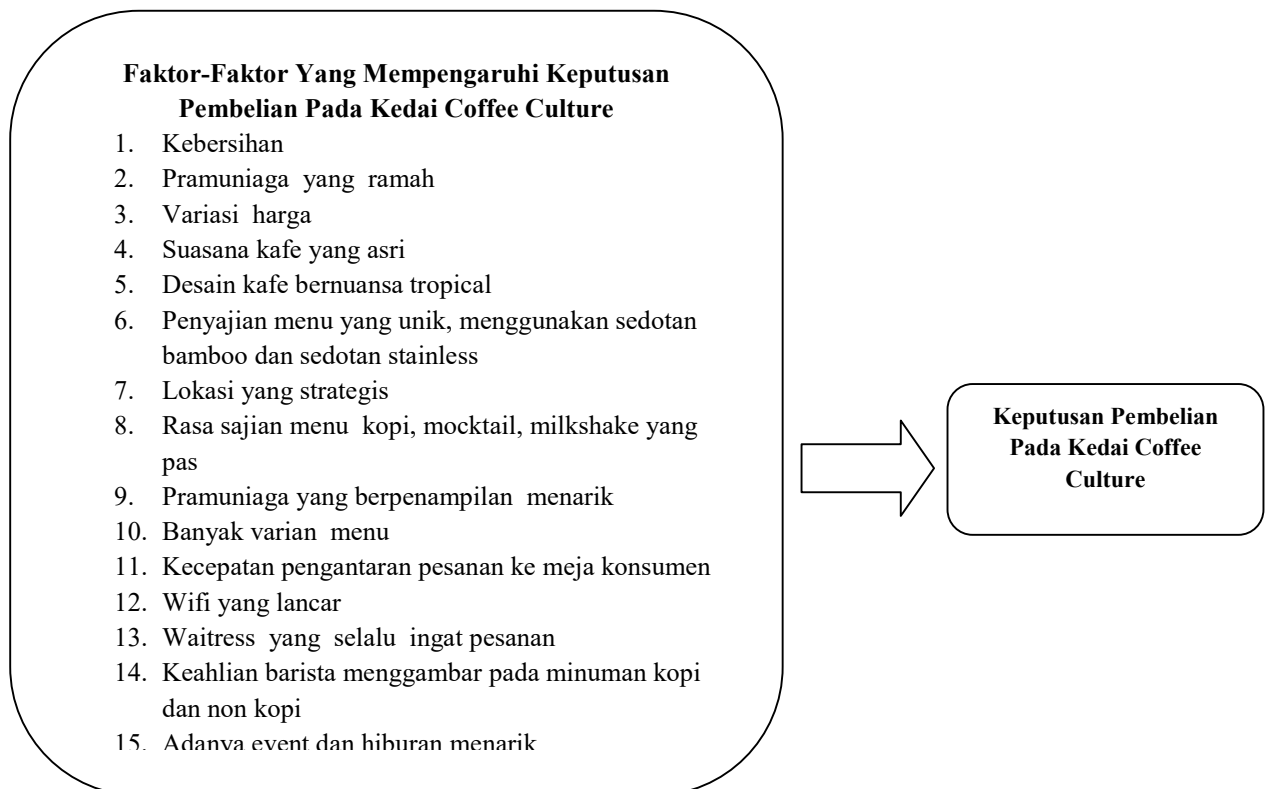 Faktor-Faktor Yang Mempengaruhi Keputusan
Pembelian Pada Kedai Coffee Culture
1. Kebersihan
2. Pramuniaga yang ramah
3. Variasi harga
4. Suasana kafe yang asri
5. Desain kafe bernuansa tropical
6. Penyajian menu yang unik, menggunakan sedotan
bamboo dan sedotan stainless
7. Lokasi yang strategis
8. Rasa sajian menu kopi, mocktail, milkshake yang
pas
9. Pramuniaga yang berpenampilan menarik
10. Banyak varian menu
11. Kecepatan pengantaran pesanan ke meja konsumen
12. Wifi yang lancar
13. Waitress yang selalu ingat pesanan
14. Keahlian barista menggambar pada minuman kopi
dan non kopi
15. Adanya event dan hiburan menarik
Keputusan Pembelian
Pada Kedai Coffee
Culture